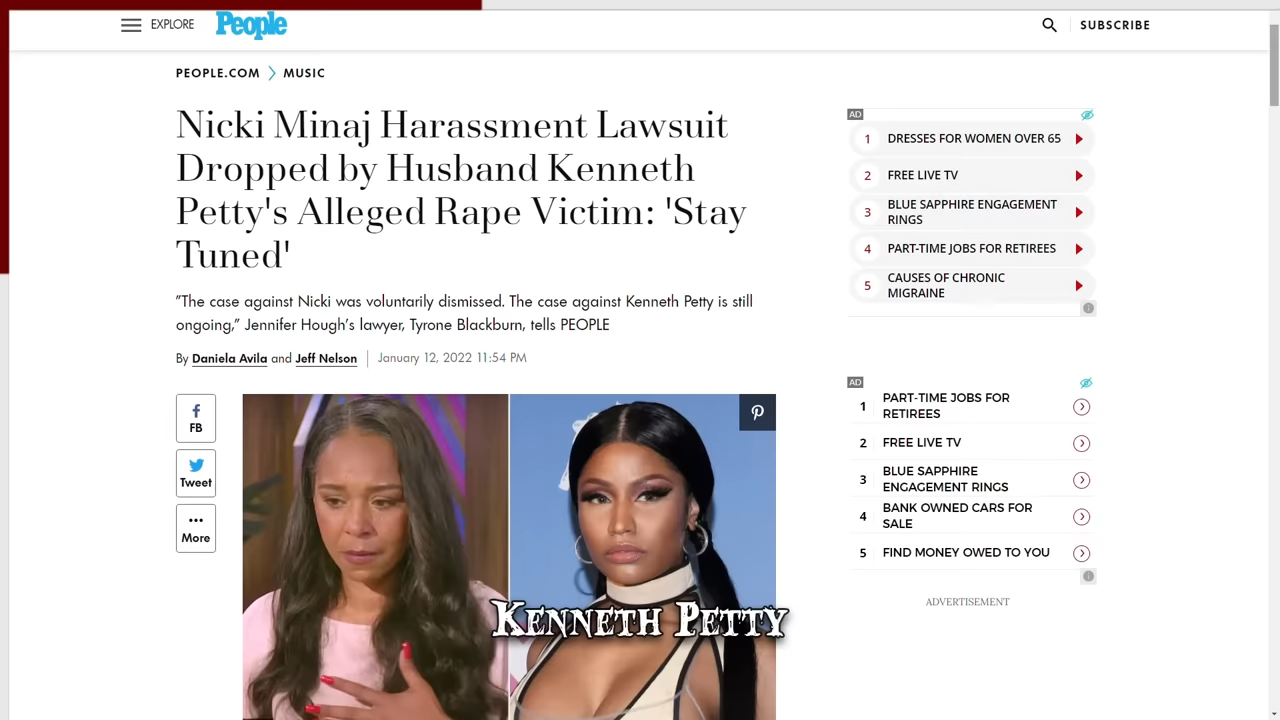 EXPLORE
People
SUBSCRIBE
PEOPLE.COM
MUSIC
Nicki Minaj Harassment Lawsuit
Dropped by Husband Kenneth
Petty's Alleged Rape Victim: 'Stay
Tuned'
"The case against Nicki was voluntarily dismissed. The case against Kenneth Petty is still
ongoing," Jennifer Hough's lawyer, Tyrone Blackburn, tells PEOPLE
By Daniela Avila and Jeff Nelson
January 12, 2022 11:54 PM
FB
Tweet
More
KENNETH PETTY
AD
1 DRESSES FOR WOMEN OVER 65
2 FREE LIVE TV
3 BLUE SAPPHIRE ENGAGEMENT
RINGS
4 PART-TIME JOBS FOR RETIREES
5 CAUSES OF CHRONIC
MIGRAINE
AD
1 PART-TIME JOBS FOR
RETIREES
2 FREE LIVE TV
3 BLUE SAPPHIRE
ENGAGEMENT RINGS
4 BANK OWNED CARS FOR
SALE
5 FIND MONEY OWED TO YOU
ADVERTISEMENT